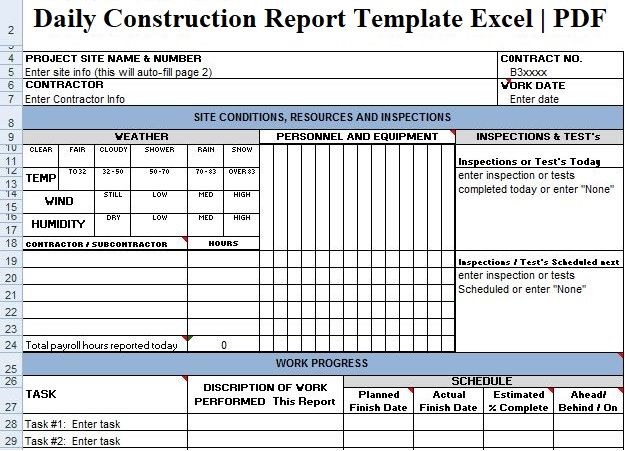 Daily Construction Report Template Excel | PDF
2
3
4 PROJECT SITE NAME & NUMBER CONTRACT NO.
5 Enter site info (this will auto-fill page 2) B3xxxx
6 CONTRACTOR WORK DATE
7 Enter Contractor Info Enter date
8 SITE CONDITIONS, RESOURCES AND INSPECTIONS
9 WEATHER PERSONNEL AND EQUIPMENT INSPECTIONS & TEST's
10 CLEAR FAIR CLOUDY SHOWER RAIN SNOW
11 Inspections or Test's Today
12 TEMP TO 32 32 - 50 50 - 70 70 - 83 OVER 83 enter inspection or tests
13 completed today or enter "None"
14 WIND STILL LOW MED HIGH
15
16 HUMIDITY DRY LOW MED HIGH
17
18 CONTRACTOR / SUBCONTRACTOR HOURS
19 Inspections / Test's Scheduled next
20 enter inspection or tests
21 Scheduled or enter "None"
22
23
24 Total payroll hours reported today 0
25 WORK PROGRESS
26 SCHEDULE
27 TASK DISCRIPTION OF WORK PERFORMED This Report Planned Finish Date Actual Finish Date Estimated % Complete Ahead/ Behind / On
28 Task #1: Enter task
29 Task #2: Enter task